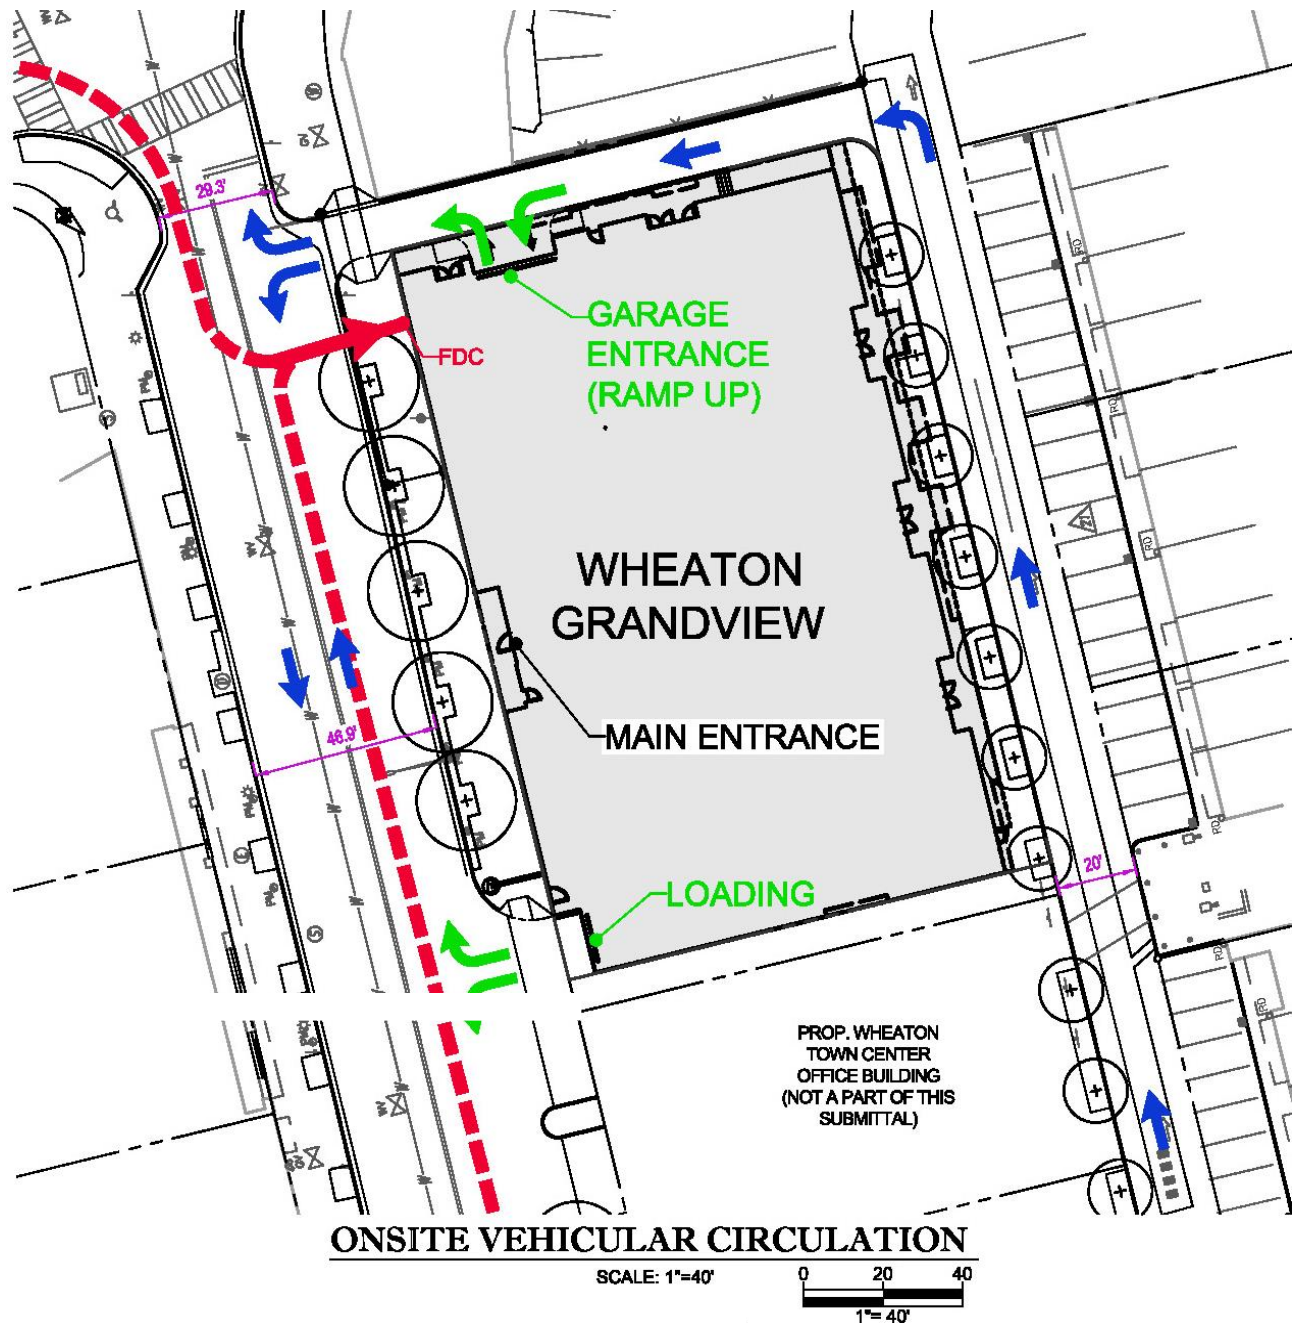 29.3'
GARAGE
ENTRANCE
(RAMP UP)
FDC
WHEATON
GRANDVIEW
MAIN ENTRANCE
46.9'
LOADING
20'
PROP. WHEATON
TOWN CENTER
OFFICE BUILDING
(NOT A PART OF THIS
SUBMITTAL)
ONSITE VEHICULAR CIRCULATION
SCALE: 1"=40'
0 20 40
1"= 40'